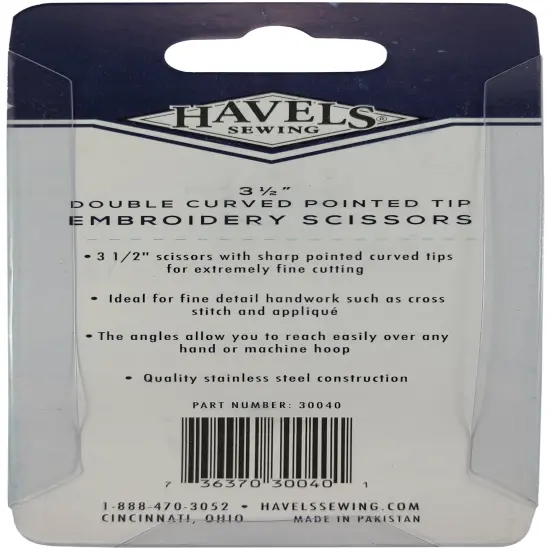 HAVELS®
SEWING
3 ½"
DOUBLE CURVED POINTED TIP
EMBROIDERY SCISSORS
• 3 1/2" scissors with sharp pointed curved tips
for extremely fine cutting
• Ideal for fine detail handwork such as cross
stitch and appliqué
• The angles allow you to reach easily over any
hand or machine hoop
• Quality stainless steel construction
PART NUMBER: 30040
7 36370 30040 1
1-888-470-3052 • HAVELSSEWING.COM
CINCINNATI, OHIO MADE IN PAKISTAN